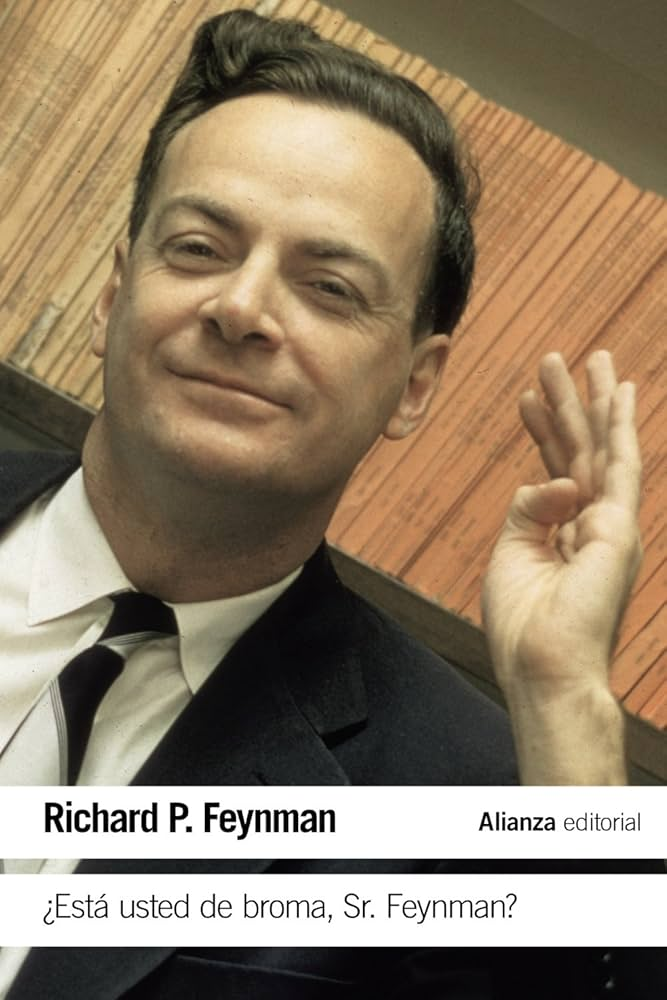 Richard P. Feynman
Alianza editorial
¿Está usted de broma, Sr. Feynman?